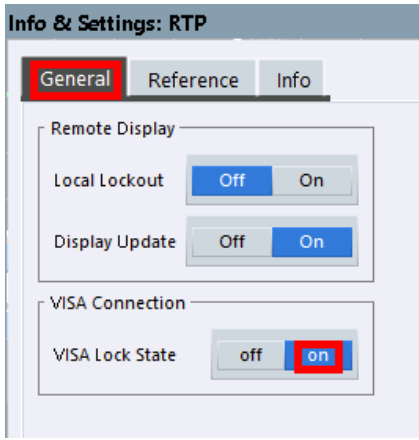 Info & Settings: RTP
General Reference Info
Remote Display
Local Lockout Off On
Display Update Off On
VISA Connection
VISA Lock State off on